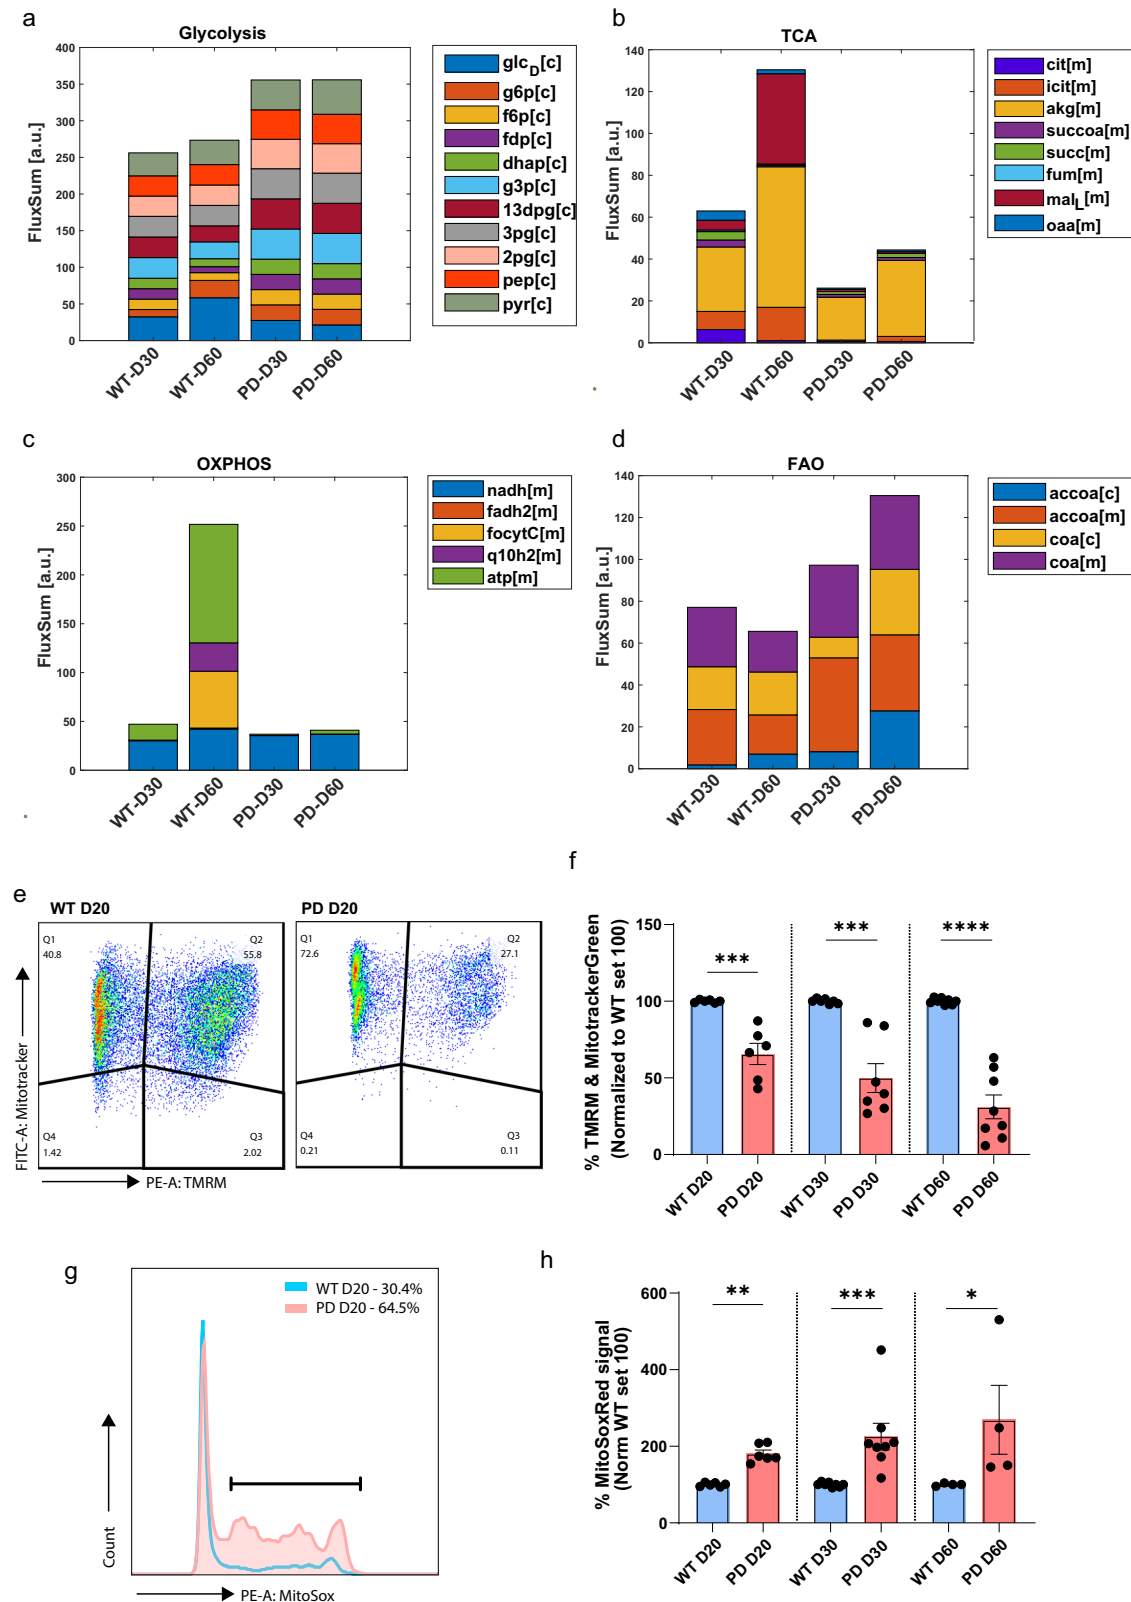 a
Glycolysis
FluxSum [a.u.]
400
350
300
250
200
150
100
50
0
WT-D30
WT-D60
PD-D30
PD-D60
glcD[c]
g6p[c]
f6p[c]
fdp[c]
dhap[c]
g3p[c]
13dpg[c]
3pg[c]
2pg[c]
pep[c]
pyr[c]
b
TCA
FluxSum [a.u.]
140
120
100
80
60
40
20
0
WT-D30
WT-D60
PD-D30
PD-D60
cit[m]
icit[m]
akg[m]
succoa[m]
succ[m]
fum[m]
malL[m]
oaa[m]
c
OXPHOS
FluxSum [a.u.]
300
250
200
150
100
50
0
WT-D30
WT-D60
PD-D30
PD-D60
nadh[m]
fadh2[m]
focytC[m]
q10h2[m]
atp[m]
d
FAO
FluxSum [a.u.]
140
120
100
80
60
40
20
0
WT-D30
WT-D60
PD-D30
PD-D60
accoa[c]
accoa[m]
coa[c]
coa[m]
e
WT D20
Q1
40.8
Q2
55.8
Q4
1.42
Q3
2.02
PD D20
Q1
72.6
Q2
27.1
Q4
0.21
Q3
0.11
FITC-A: Mitotracker
PE-A: TMRM
f
% TMRM & MitotrackerGreen
(Normalized to WT set 100)
150
100
50
0
***
***
****
WT D20
PD D20
WT D30
PD D30
WT D60
PD D60
g
WT D20 - 30.4%
PD D20 - 64.5%
Count
PE-A: MitoSox
h
% MitoSoxRed signal
(Norm WT set 100)
600
400
200
0
**
***
*
WT D20
PD D20
WT D30
PD D30
WT D60
PD D60